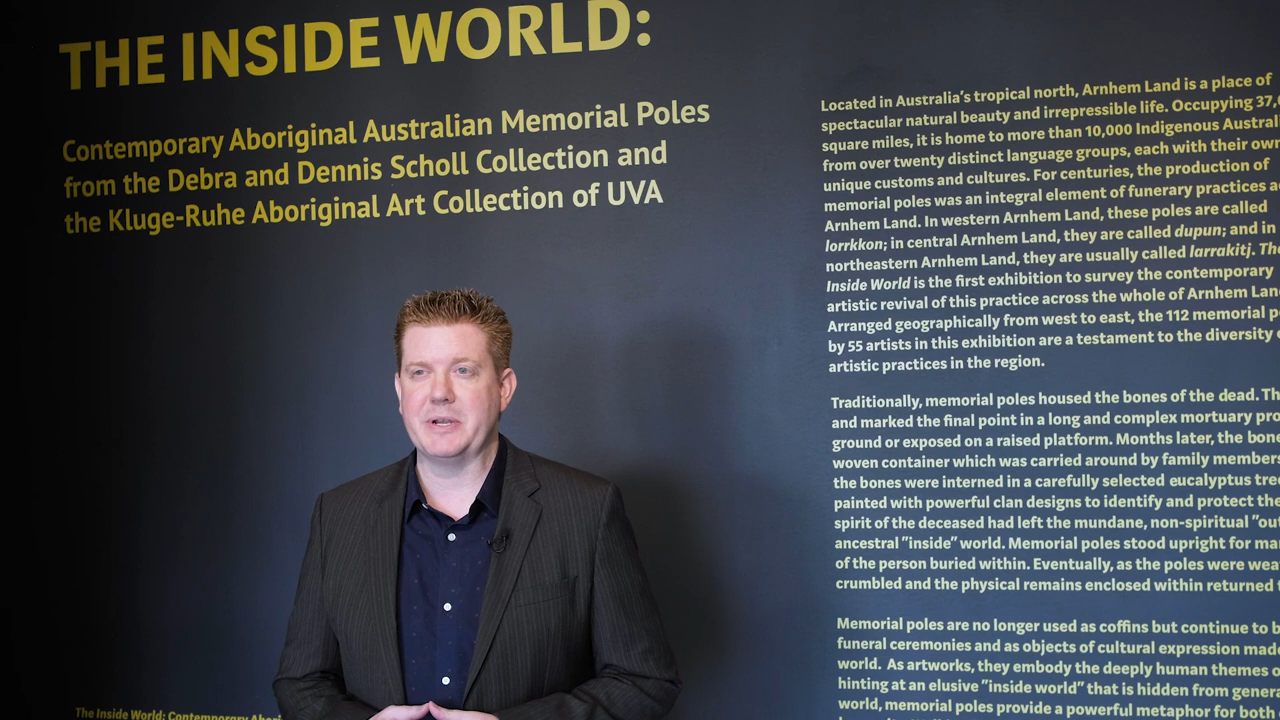 THE INSIDE WORLD:
Contemporary Aboriginal Australian Memorial Poles
from the Debra and Dennis Scholl Collection and
the Kluge-Ruhe Aboriginal Art Collection of UVA
Located in Australia's tropical north, Arnhem Land is a place of
spectacular natural beauty and irrepressible life. Occupying
square miles, it is home to more than 10,000 Indigenous
from over twenty distinct language groups, each with their own
unique customs and cultures. For centuries, the production of
memorial poles was an integral element of funerary practices
Arnhem Land. In western Arnhem Land, these poles are called
lorrkkon; in central Arnhem Land, they are called dupun; and in
northeastern Arnhem Land, they are usually called larrakitj. The
Inside World is the first exhibition to survey the contemporary
artistic revival of this practice across the whole of Arnhem
Arranged geographically from west to east, the 112 memorial
by 55 artists in this exhibition are a testament to the diversity
artistic practices in the region.
Traditionally, memorial poles housed the bones of the dead.
and marked the final point in a long and complex mortuary
ground or exposed on a raised platform. Months later, the
woven container which was carried around by family members
the bones were interned in a carefully selected eucalyptus
painted with powerful clan designs to identify and protect
spirit of the deceased had left the mundane, non-spiritual
ancestral "inside" world. Memorial poles stood upright for
of the person buried within. Eventually, as the poles were
crumbled and the physical remains enclosed within returned
Memorial poles are no longer used as coffins but continue to
funeral ceremonies and as objects of cultural expression made
world. As artworks, they embody the deeply human themes
hinting at an elusive "inside world" that is hidden from
world, memorial poles provide a powerful metaphor for both
The Inside World: Contemporary